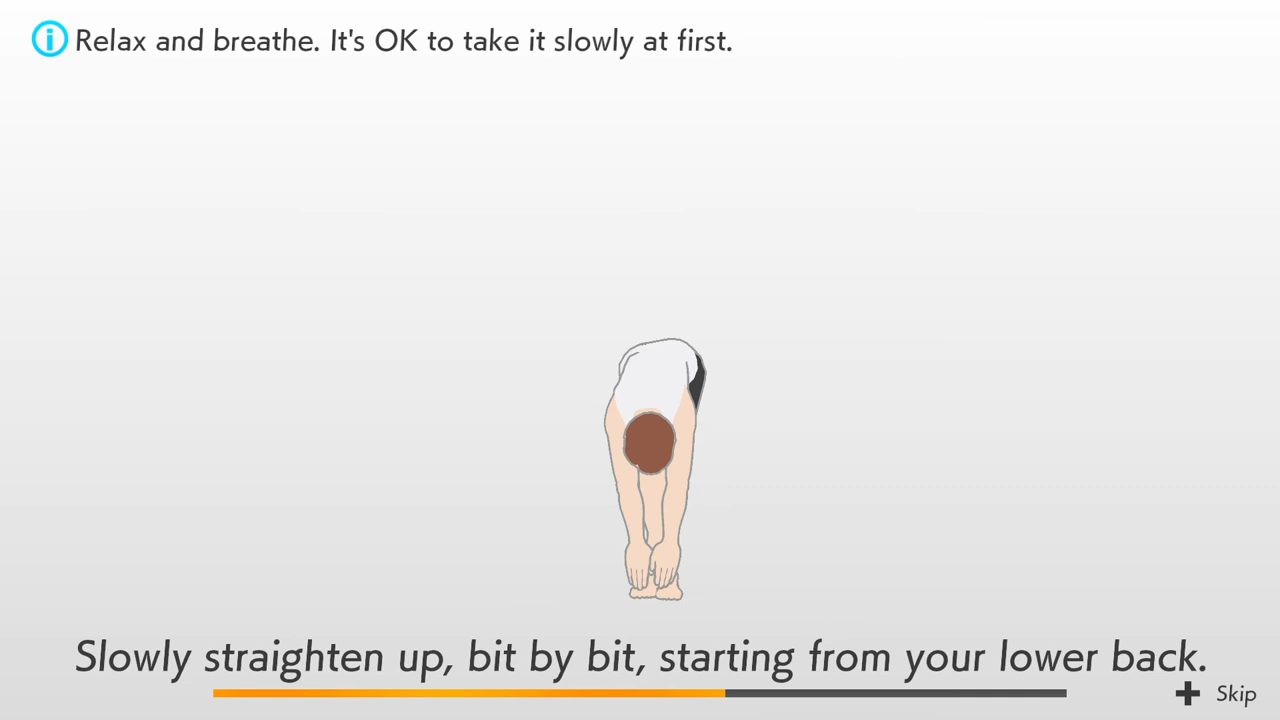 Relax and breathe. It's OK to take it slowly at first.
Slowly straighten up, bit by bit, starting from your lower back.
Skip